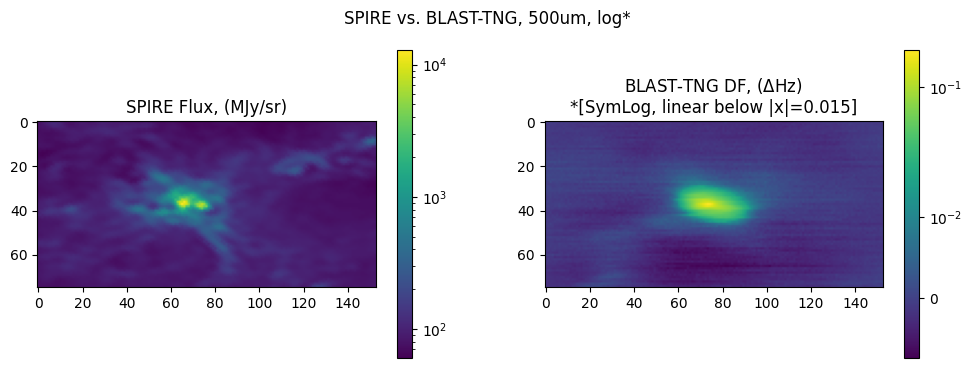 SPIRE vs. BLAST-TNG, 500um, log*
SPIRE Flux, (MJy/sr)
0
20
40
60
0 20 40 60 80 100 120 140
10⁴
10³
10²
BLAST-TNG DF, (ΔHz)
*[SymLog, linear below |x|=0.015]
0
20
40
60
0 20 40 60 80 100 120 140
10⁻¹
10⁻²
0